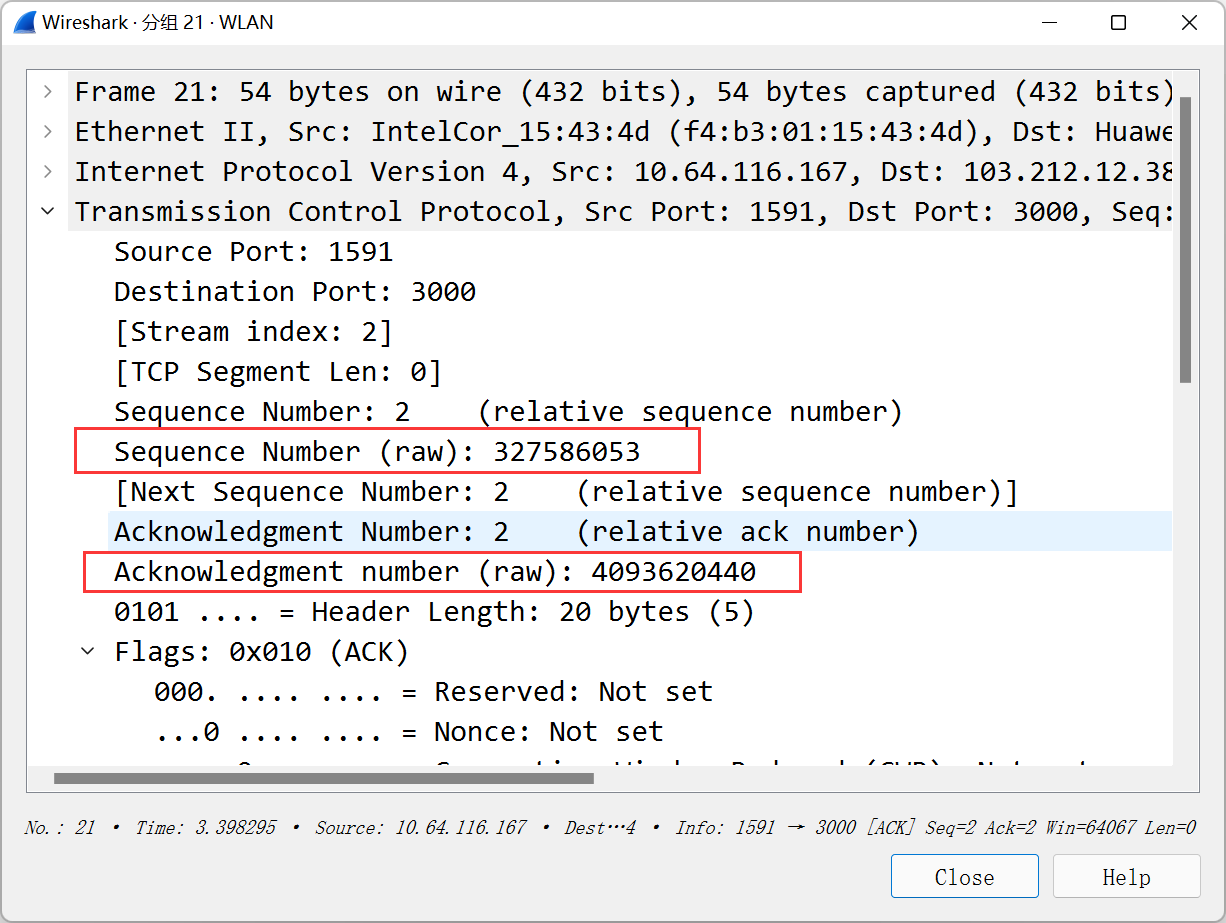 Wireshark · 分组 21 · WLAN
Frame 21: 54 bytes on wire (432 bits), 54 bytes captured (432 bits)
Ethernet II, Src: IntelCor_15:43:4d (f4:b3:01:15:43:4d), Dst: Huawe
Internet Protocol Version 4, Src: 10.64.116.167, Dst: 103.212.12.38
Transmission Control Protocol, Src Port: 1591, Dst Port: 3000, Seq:
Source Port: 1591
Destination Port: 3000
[Stream index: 2]
[TCP Segment Len: 0]
Sequence Number: 2    (relative sequence number)
Sequence Number (raw): 327586053
[Next Sequence Number: 2    (relative sequence number)]
Acknowledgment Number: 2    (relative ack number)
Acknowledgment number (raw): 4093620440
0101 .... = Header Length: 20 bytes (5)
Flags: 0x010 (ACK)
000. .... .... = Reserved: Not set
...0 .... .... = Nonce: Not set
No.: 21 · Time: 3.398295 · Source: 10.64.116.167 · Dest…4 · Info: 1591 → 3000 [ACK] Seq=2 Ack=2 Win=64067 Len=0
Close
Help